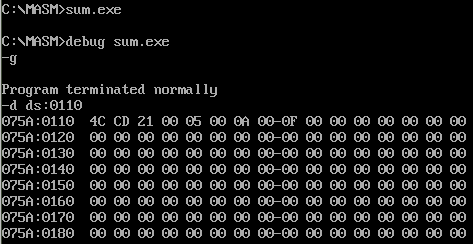 C:\MASM>sum.exe
C:\MASM>debug sum.exe
-g
Program terminated normally
-d ds:0110
075A:0110 4C CD 21 00 05 00 0A 00-0F 00 00 00 00 00 00 00
075A:0120 00 00 00 00 00 00 00 00-00 00 00 00 00 00 00 00
075A:0130 00 00 00 00 00 00 00 00-00 00 00 00 00 00 00 00
075A:0140 00 00 00 00 00 00 00 00-00 00 00 00 00 00 00 00
075A:0150 00 00 00 00 00 00 00 00-00 00 00 00 00 00 00 00
075A:0160 00 00 00 00 00 00 00 00-00 00 00 00 00 00 00 00
075A:0170 00 00 00 00 00 00 00 00-00 00 00 00 00 00 00 00
075A:0180 00 00 00 00 00 00 00 00-00 00 00 00 00 00 00 00